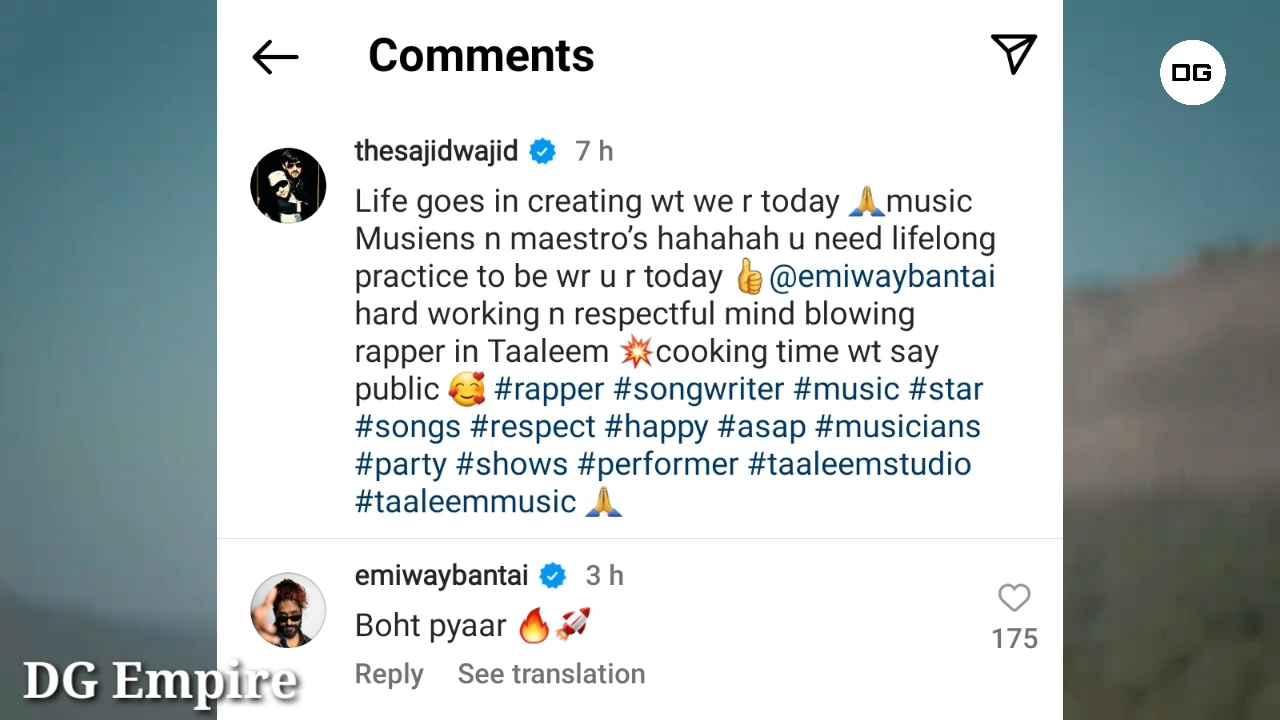 Comments
DG
thesajidwajid 7 h
Life goes in creating wt we r today 🙏music
Musiens n maestro’s hahahah u need lifelong
practice to be wr u r today 👍@emiwaybantai
hard working n respectful mind blowing
rapper in Taaleem 💥cooking time wt say
public 🥰 #rapper #songwriter #music #star
#songs #respect #happy #asap #musicians
#party #shows #performer #taaleemstudio
#taaleemmusic 🙏
emiwaybantai 3 h
Boht pyaar 🔥🚀
175
Reply See translation
DG Empire